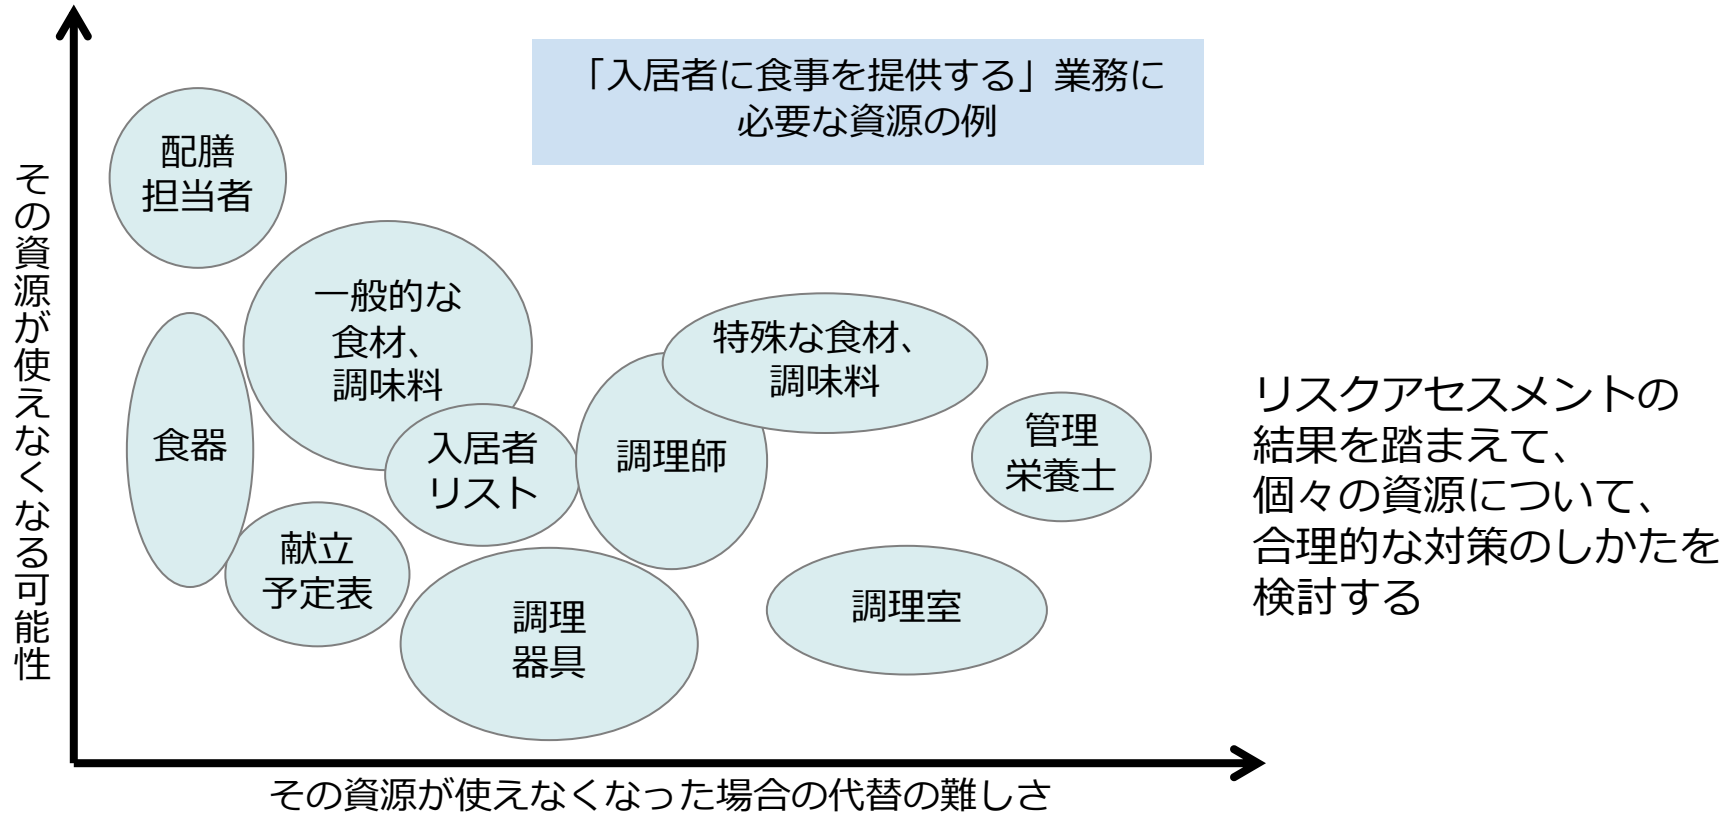 「入居者に食事を提供する」業務に
必要な資源の例
その資源が使えなくなる可能性
配膳
担当者
一般的な
食材、
調味料
特殊な食材、
調味料
食器
入居者
リスト
調理師
管理
栄養士
献立
予定表
調理
器具
調理室
その資源が使えなくなった場合の代替の難しさ
リスクアセスメントの
結果を踏まえて、
個々の資源について、
合理的な対策のしかたを
検討する